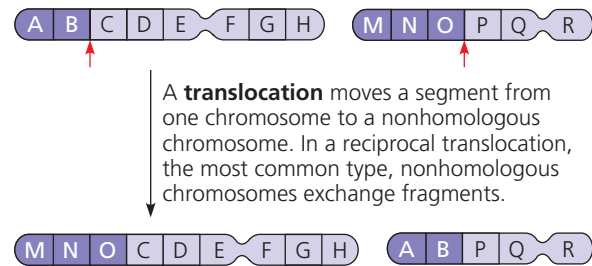 A B C D E F G H M N O P Q R
A translocation moves a segment from
one chromosome to a nonhomologous
chromosome. In a reciprocal translocation,
the most common type, nonhomologous
chromosomes exchange fragments.
M N O C D E F G H A B P Q R